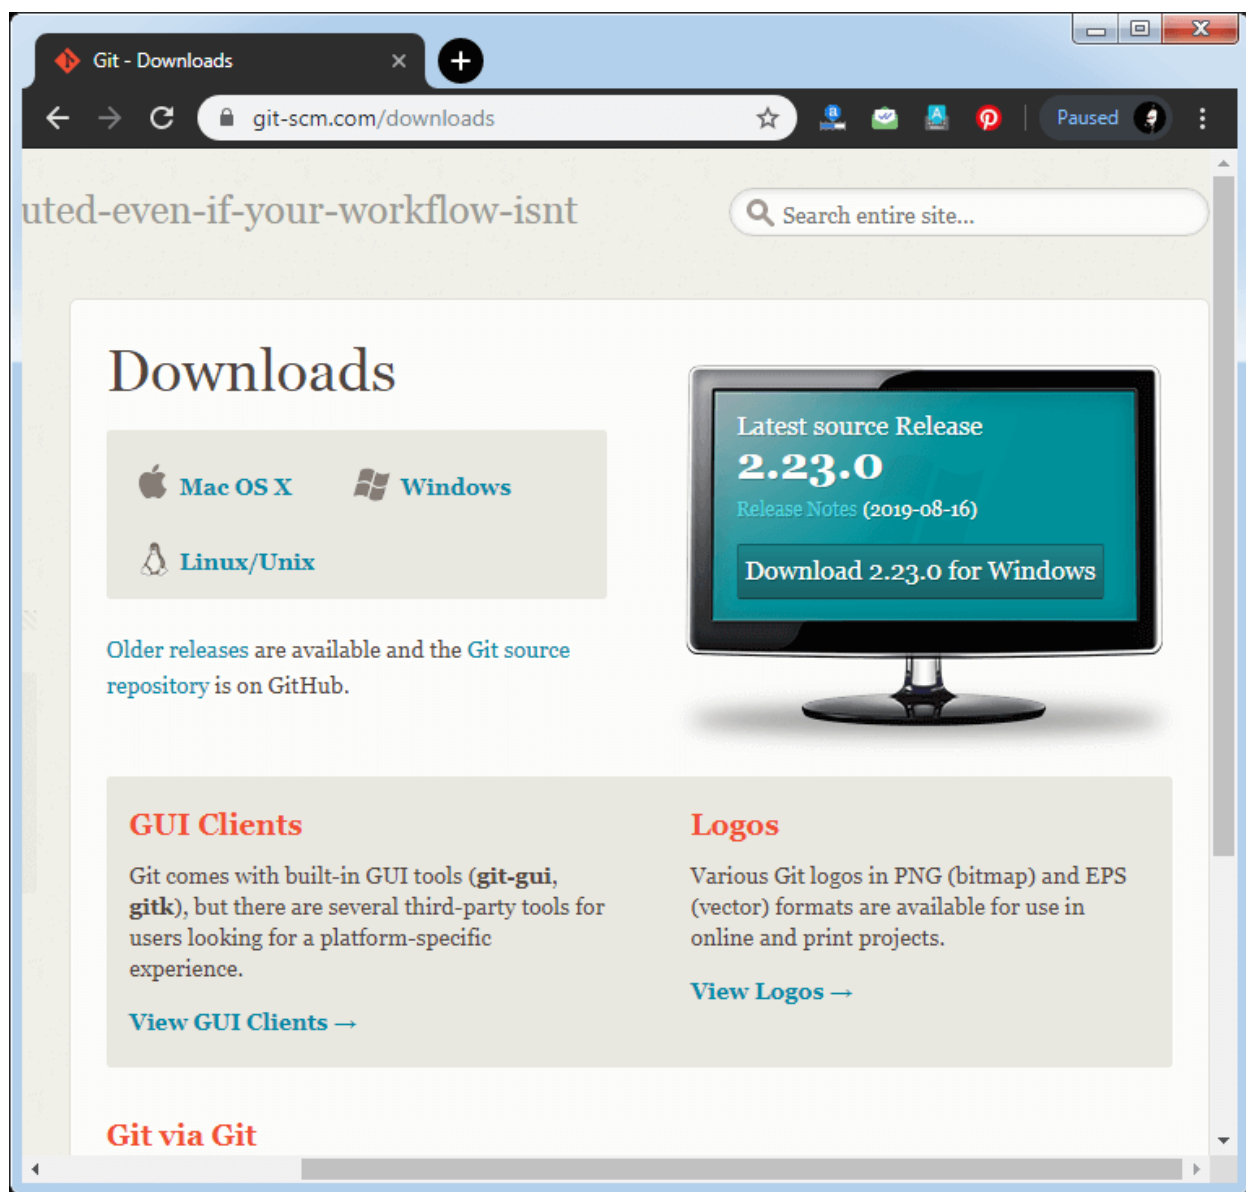 Git - Downloads
git-scm.com/downloads
Paused
uted-even-if-your-workflow-isnt
Search entire site...
Downloads
Mac OS X
Windows
Linux/Unix
Older releases are available and the Git source
repository is on GitHub.
Latest source Release
2.23.0
Release Notes (2019-08-16)
Download 2.23.0 for Windows
GUI Clients
Git comes with built-in GUI tools (git-gui,
gitk), but there are several third-party tools for
users looking for a platform-specific
experience.
View GUI Clients →
Logos
Various Git logos in PNG (bitmap) and EPS
(vector) formats are available for use in
online and print projects.
View Logos →
Git via Git